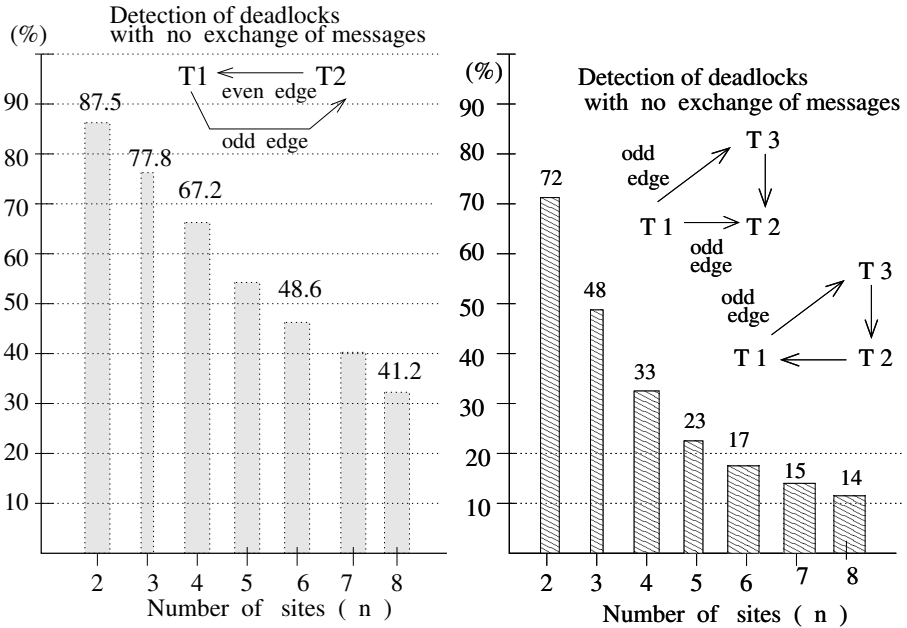 Detection of deadlocks
with no exchange of messages
(%)
T1
T2
even edge
odd edge
90
80
70
60
50
40
30
20
10
87.5
77.8
67.2
48.6
41.2
2 3 4 5 6 7 8
Number of sites ( n )
(%)
Detection of deadlocks
with no exchange of messages
90
80
70
60
50
40
30
20
10
odd
edge
T 3
T 1
T 2
odd
edge
odd
edge
T 3
T 1
T 2
72
48
33
23
17
15
14
2 3 4 5 6 7 8
Number of sites ( n )